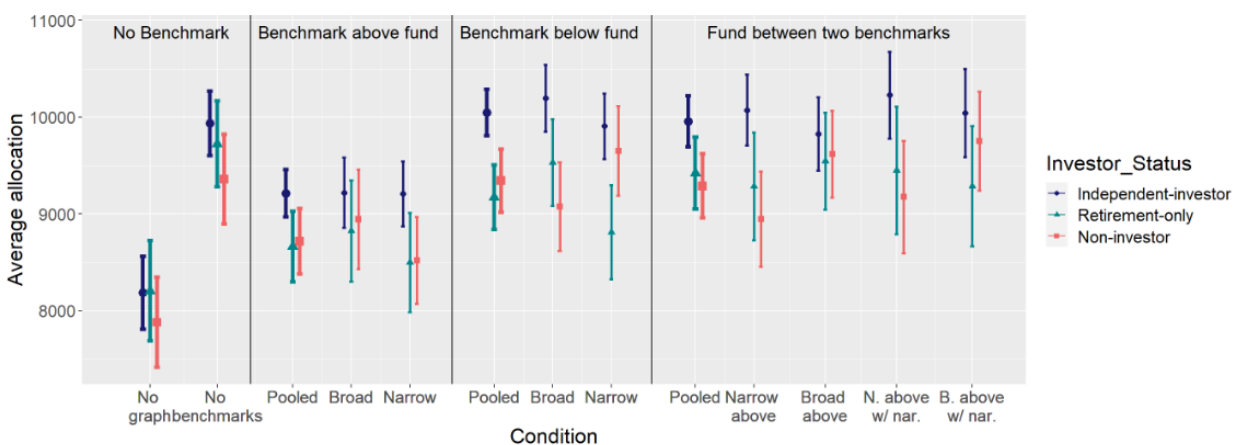 11000
10000
9000
8000
Average allocation
No Benchmark
Benchmark above fund
Benchmark below fund
Fund between two benchmarks
No No Pooled Broad Narrow Pooled Broad Narrow Pooled Narrow Broad N. above B. above
graph benchmarks above above w/ nar. w/ nar.
Condition
Investor_Status
Independent-investor
Retirement-only
Non-investor